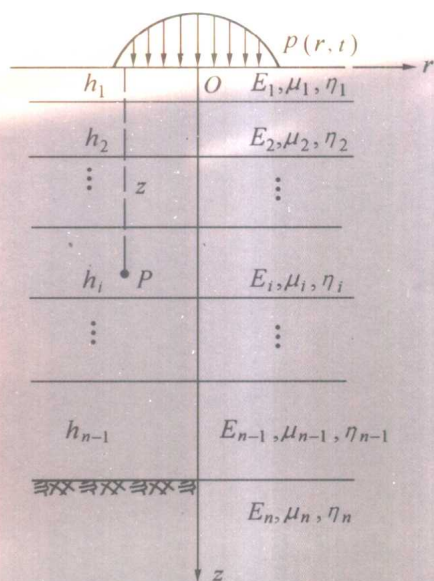 p(r,t)
r
h₁ O E₁,μ₁,η₁
h₂ E₂,μ₂,η₂
⋮ z ⋮
hᵢ P Eᵢ,μᵢ,ηᵢ
⋮ ⋮
hₙ₋₁ Eₙ₋₁,μₙ₋₁,ηₙ₋₁
Eₙ,μₙ,ηₙ
z